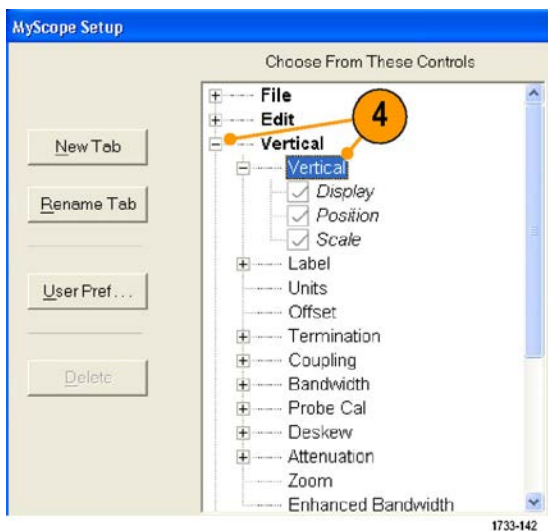 MyScope Setup
Choose From These Controls
File
Edit
4
Vertical
Vertical
Display
Position
Scale
Label
Units
Offset
Termination
Coupling
Bandwidth
Probe Cal
Deskew
Attenuation
Zoom
Enhanced Bandwidth
New Tab
Rename Tab
User Pref...
Delete
1733-142